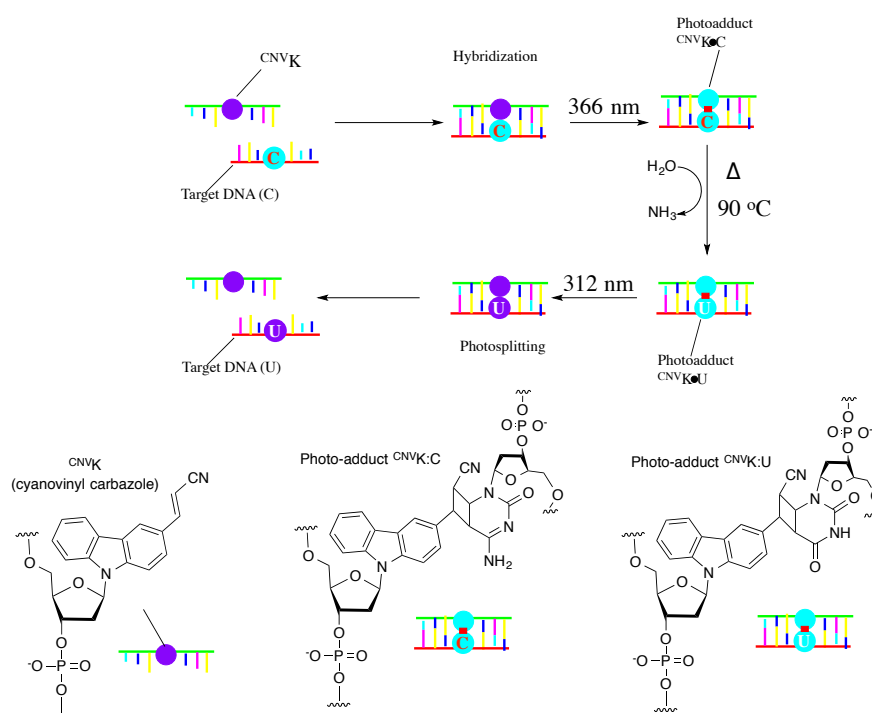 CNVK
Hybridization
Photoadduct
CNVK•C
366 nm
C
C
C
Target DNA (C)
H₂O
Δ
NH₃
90 °C
312 nm
U
U
U
Target DNA (U)
Photosplitting
Photoadduct
CNVK•U
CNVK
(cyanovinyl carbazole)
CN
N
O
O
O
-O
P
O
O
Photo-adduct CNVK:C
O
O:
P
O-
O
O
O
CN
N
O
N
NH₂
N
O
O
O
-O
P
O
O
C
Photo-adduct CNVK:U
O
O:
P
O-
O
O
O
CN
N
O
NH
O
N
O
O
O
-O
P
O
O
U